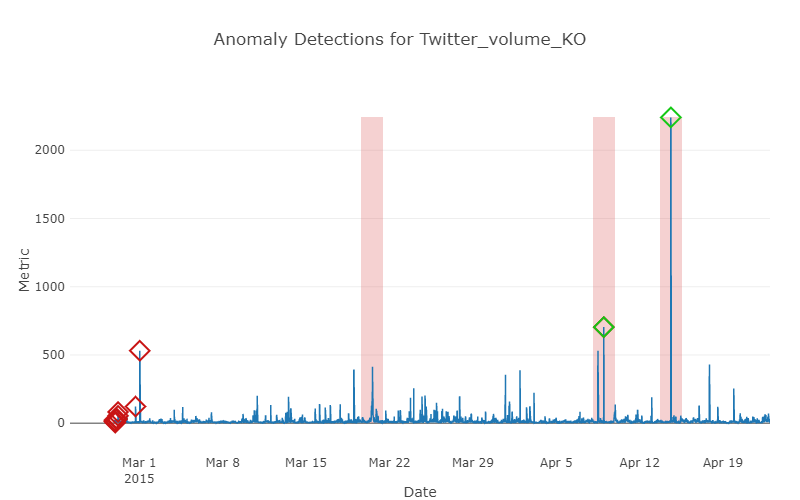 Anomaly Detections for Twitter_volume_KO
2000
1500
1000
500
0
Metric
Mar 1
2015
Mar 8
Mar 15
Mar 22
Mar 29
Apr 5
Apr 12
Apr 19
Date